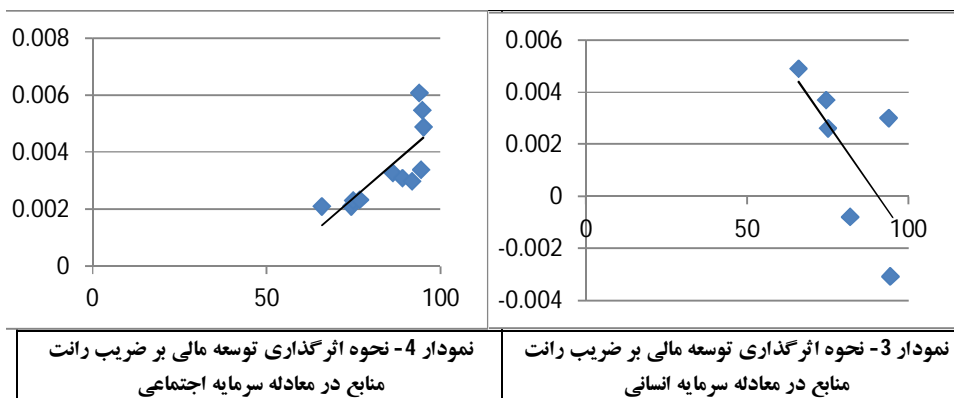 0.006
0.004
0.002
0
-0.002
-0.004
0 50 100
نمودار 3- نحوه اثرگذاری توسعه مالی بر ضریب رانت
منابع در معادله سرمایه انسانی
0.008
0.006
0.004
0.002
0
0 50 100
نمودار 4- نحوه اثرگذاری توسعه مالی بر ضریب رانت
منابع در معادله سرمایه اجتماعی